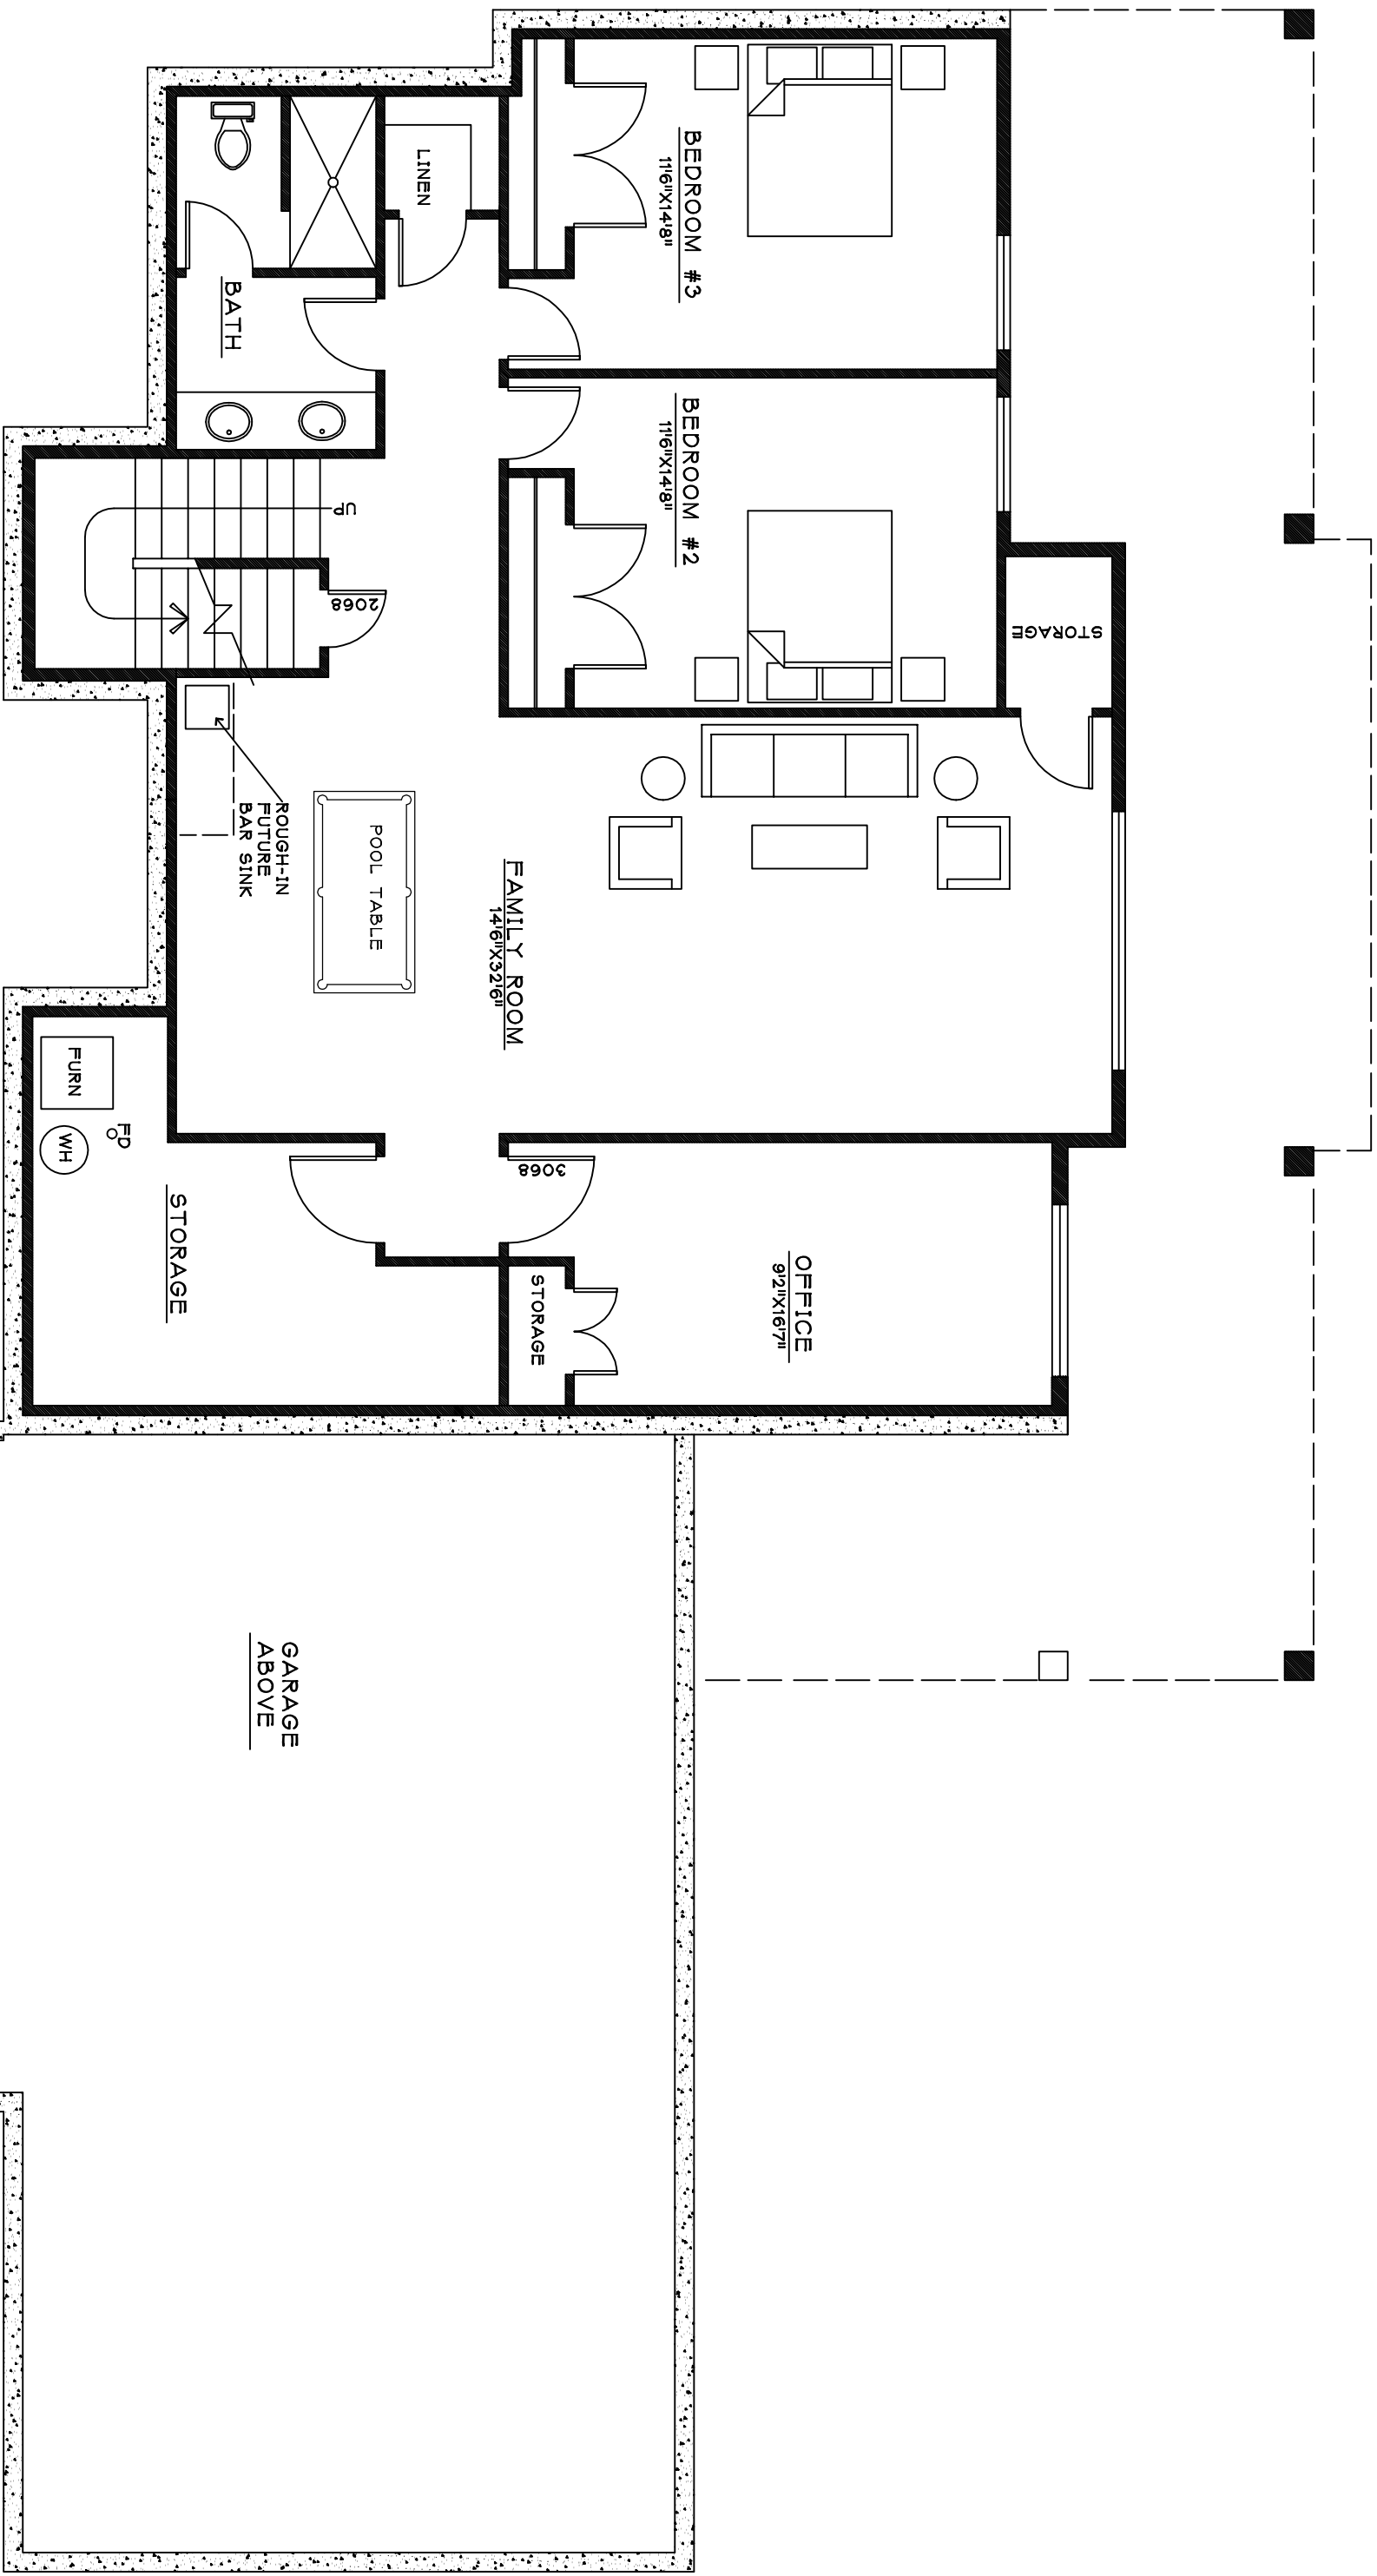 STORAGE
BEDROOM #3
11'6"X14'8"
BEDROOM #2
11'6"X14'8"
OFFICE
9'2"X16'7"
FAMILY ROOM
14'6"X32'6"
3068
STORAGE
LINEN
POOL TABLE
2068
UP
BATH
ROUGH-IN
FUTURE
BAR SINK
STORAGE
FD
FURN
WH
GARAGE
ABOVE